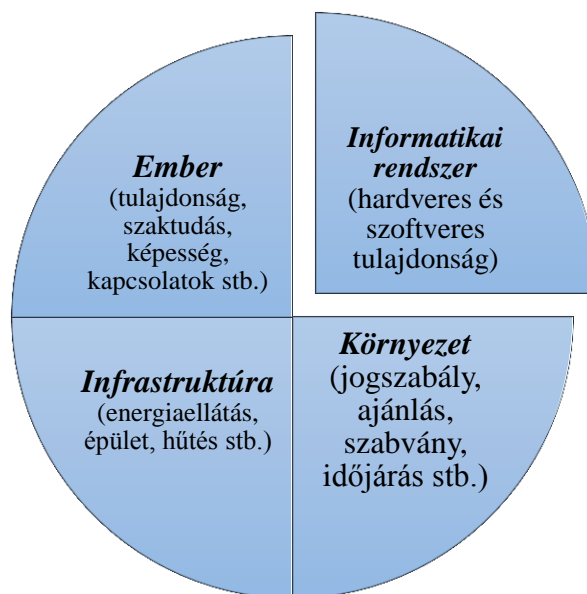 Ember
(tulajdonság,
szaktudás,
képesség,
kapcsolatok stb.)
Informatikai
rendszer
(hardveres és
szoftveres
tulajdonság)
Infrastruktúra
(energiaellátás,
épület, hűtés stb.)
Környezet
(jogszabály,
ajánlás,
szabvány,
időjárás stb.)